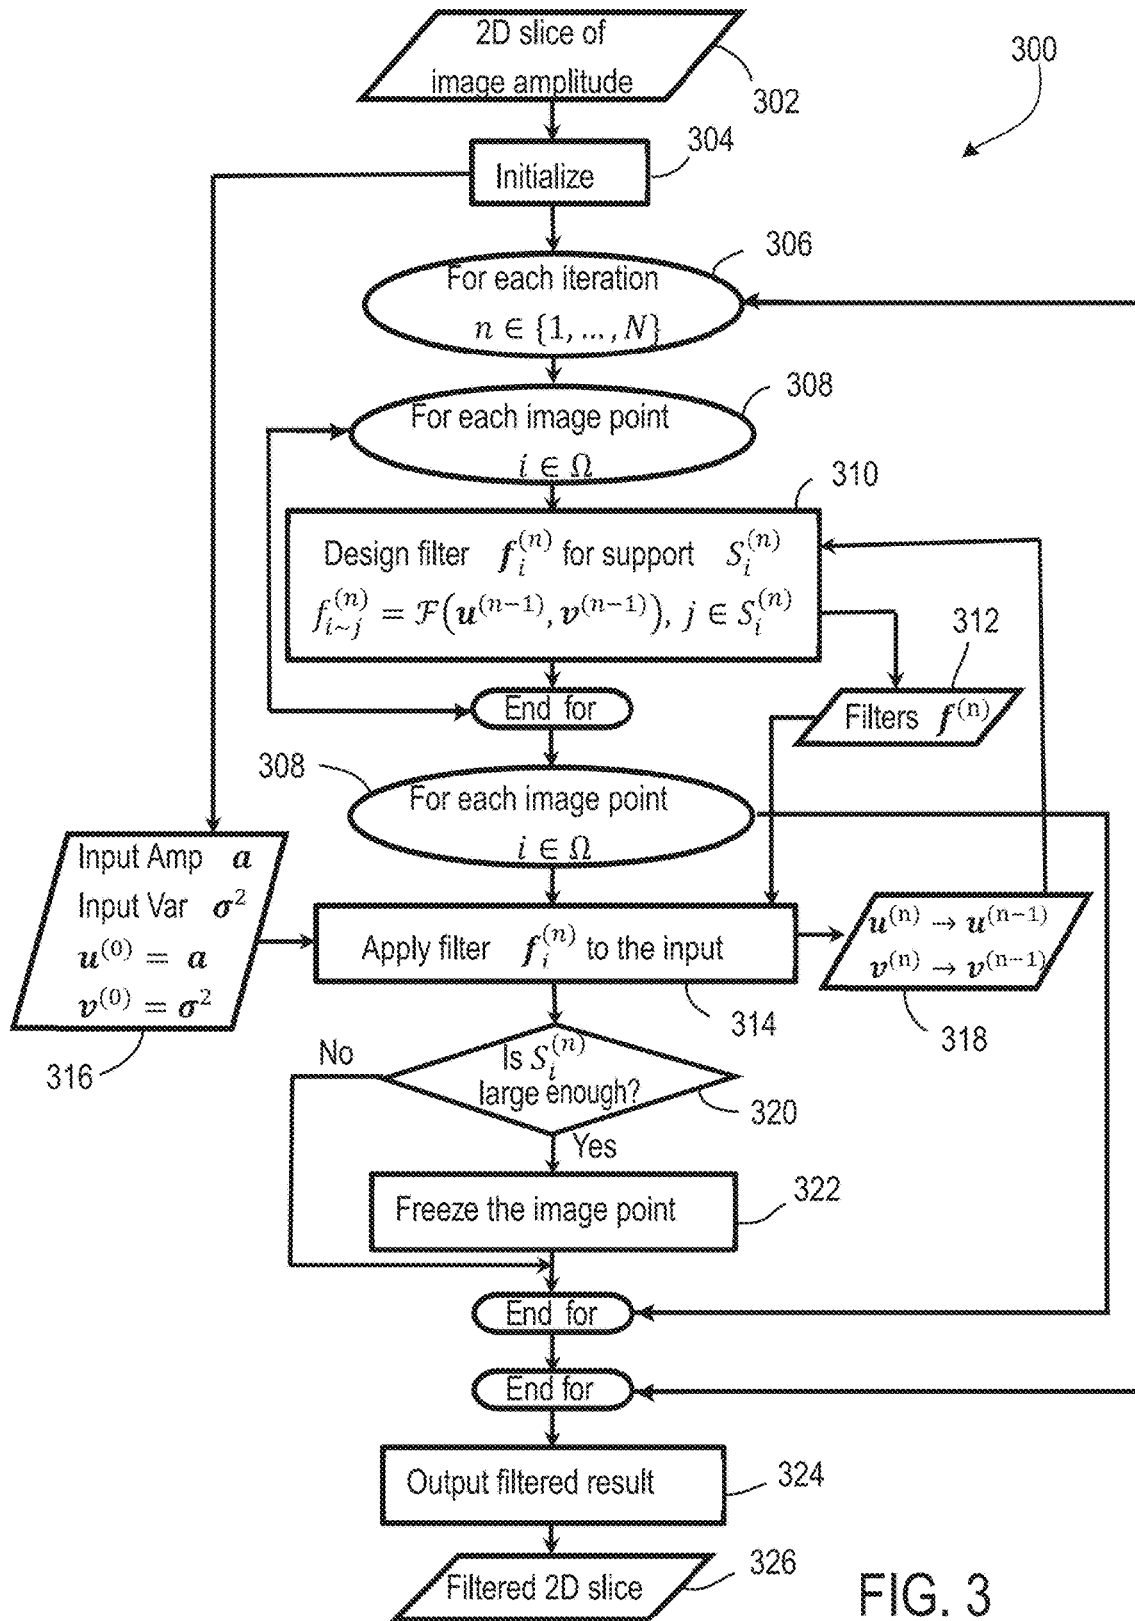 2D slice of
image amplitude
302
300
304
Initialize
306
For each iteration
n ∈ {1, ..., N}
308
For each image point
i ∈ Ω
310
Design filter f_i^(n) for support S_i^(n)
f_{i~j}^(n) = ℱ(u^(n−1), v^(n−1)), j ∈ S_i^(n)
312
End for
Filters f^(n)
308
For each image point
i ∈ Ω
Input Amp a
Input Var σ²
u^(0) = a
v^(0) = σ²
316
Apply filter f_i^(n) to the input
314
u^(n) → u^(n−1)
v^(n) → v^(n−1)
318
No
Is S_i^(n)
large enough?
320
Yes
Freeze the image point
322
End for
End for
Output filtered result
324
Filtered 2D slice
326
FIG. 3